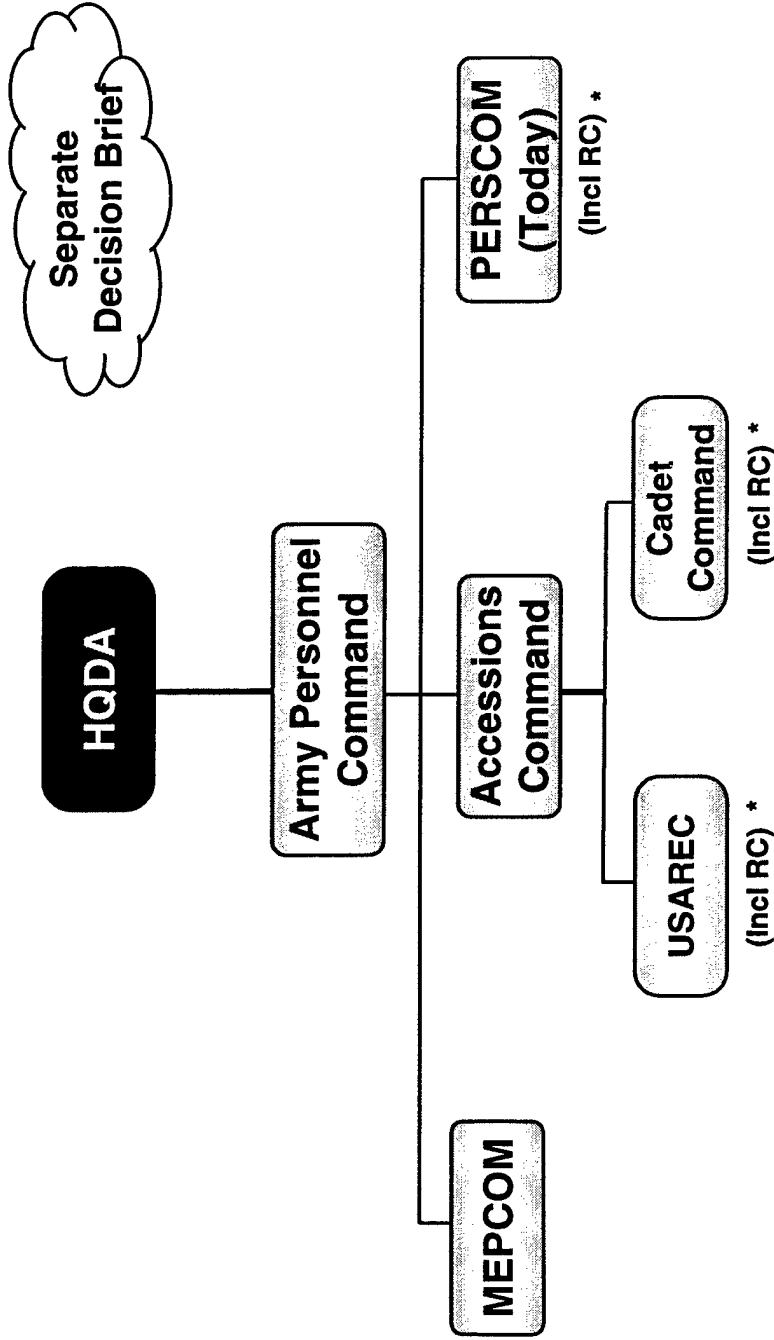 Separate
Decision Brief
HQDA
Army Personnel
Command
MEPCOM
Accessions
Command
PERSCOM
(Today)
(Incl RC) *
USAREC
(Incl RC) *
Cadet
Command
(Incl RC) *